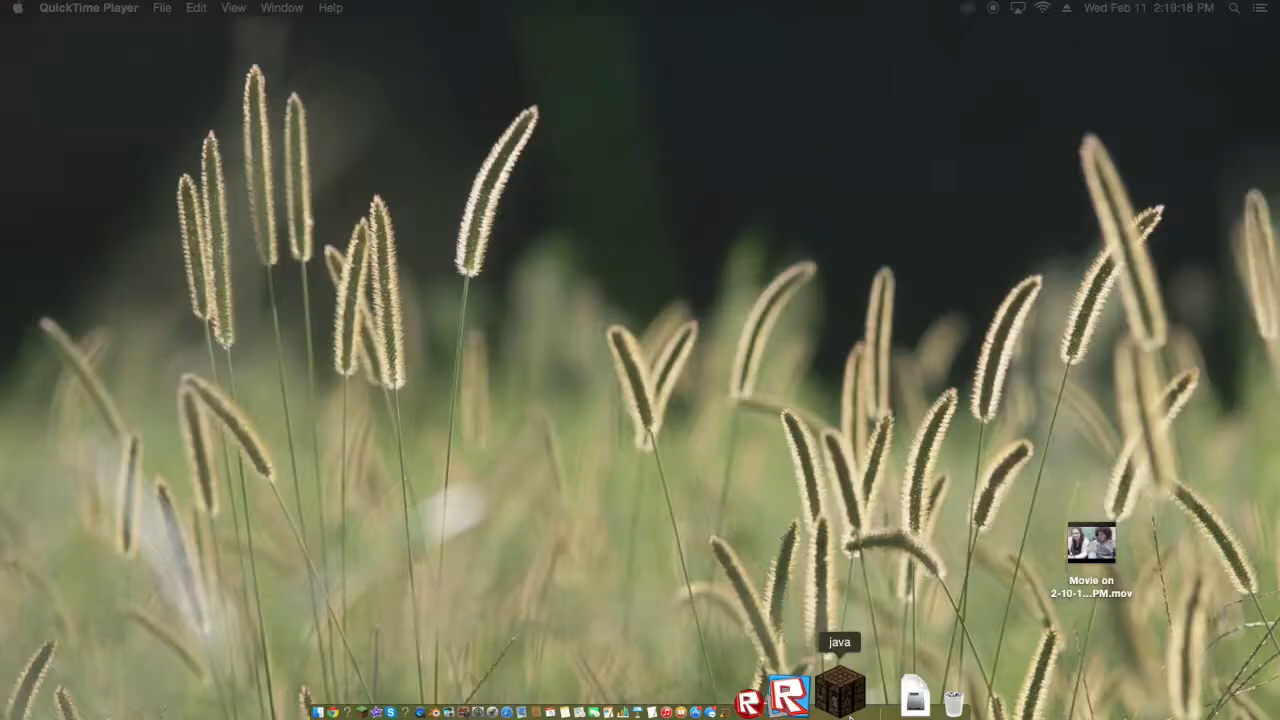 QuickTime Player File Edit View Window Help Wed Feb 11 2:19:18 PM
Movie on
2-10-1...PM.mov
java